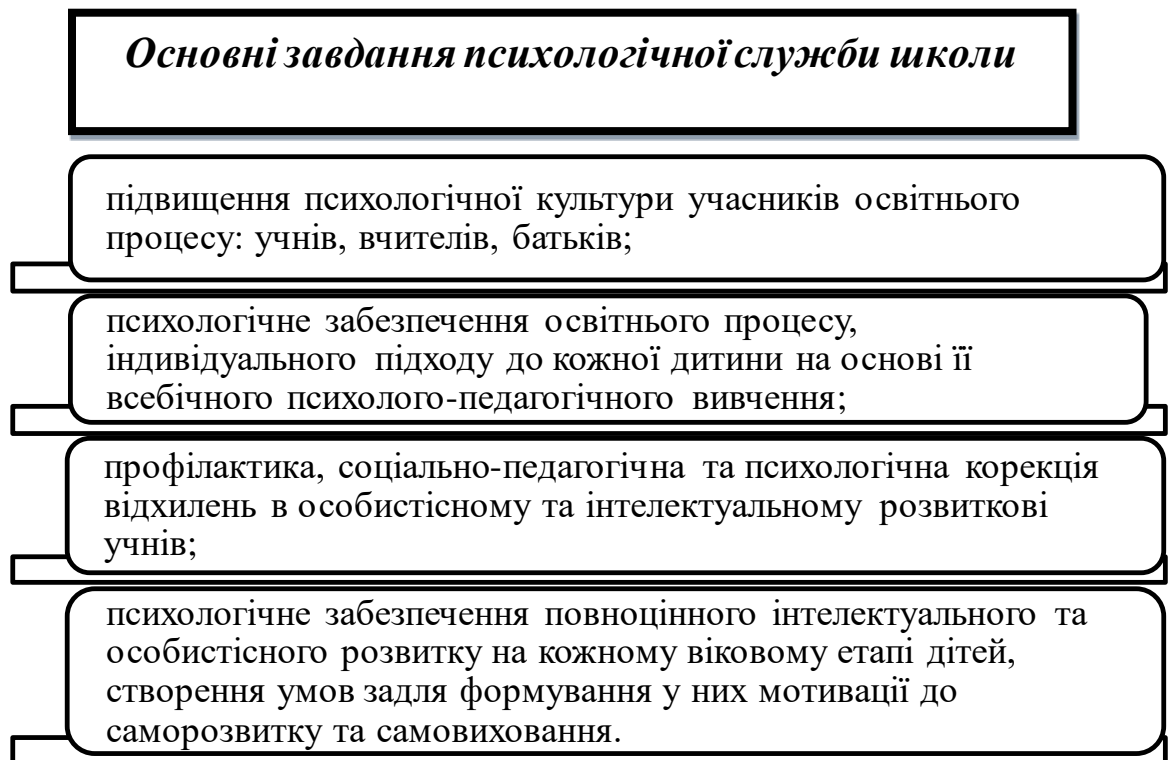 Основні завдання психологічної служби школи
підвищення психологічної культури учасників освітнього
процесу: учнів, вчителів, батьків;
психологічне забезпечення освітнього процесу,
індивідуального підходу до кожної дитини на основі її
всебічного психолого-педагогічного вивчення;
профілактика, соціально-педагогічна та психологічна корекція
відхилень в особистісному та інтелектуальному розвиткові
учнів;
психологічне забезпечення повноцінного інтелектуального та
особистісного розвитку на кожному віковому етапі дітей,
створення умов задля формування у них мотивації до
саморозвитку та самовиховання.